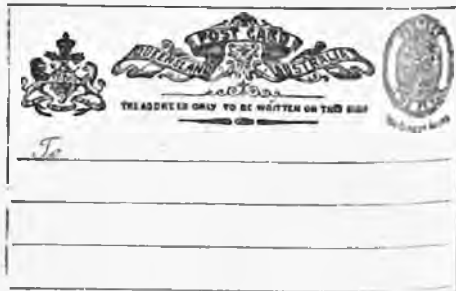 POST CARD
QUEENSLAND AUSTRALIA
THE ADDRESS ONLY TO BE WRITTEN ON THIS SIDE
To